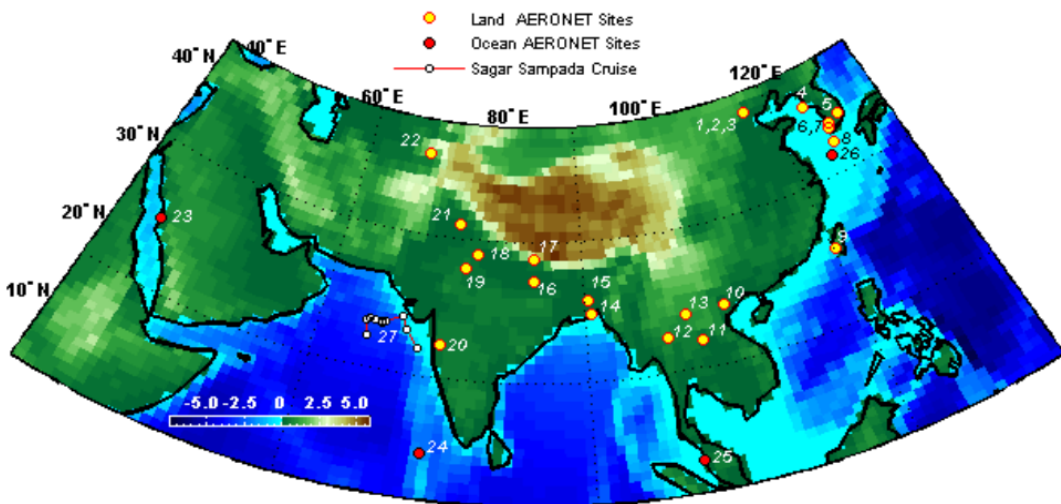 Land AERONET Sites
Ocean AERONET Sites
Sagar Sampada Cruise
40° N
40° E
60° E
80° E
100° E
120° E
30° N
20° N
10° N
4
5
1,2,3
6,7
8
26
22
23
21
9
18
17
19
16
15
14
13
10
27
20
12
11
-5.0 -2.5 0 2.5 5.0
24
25